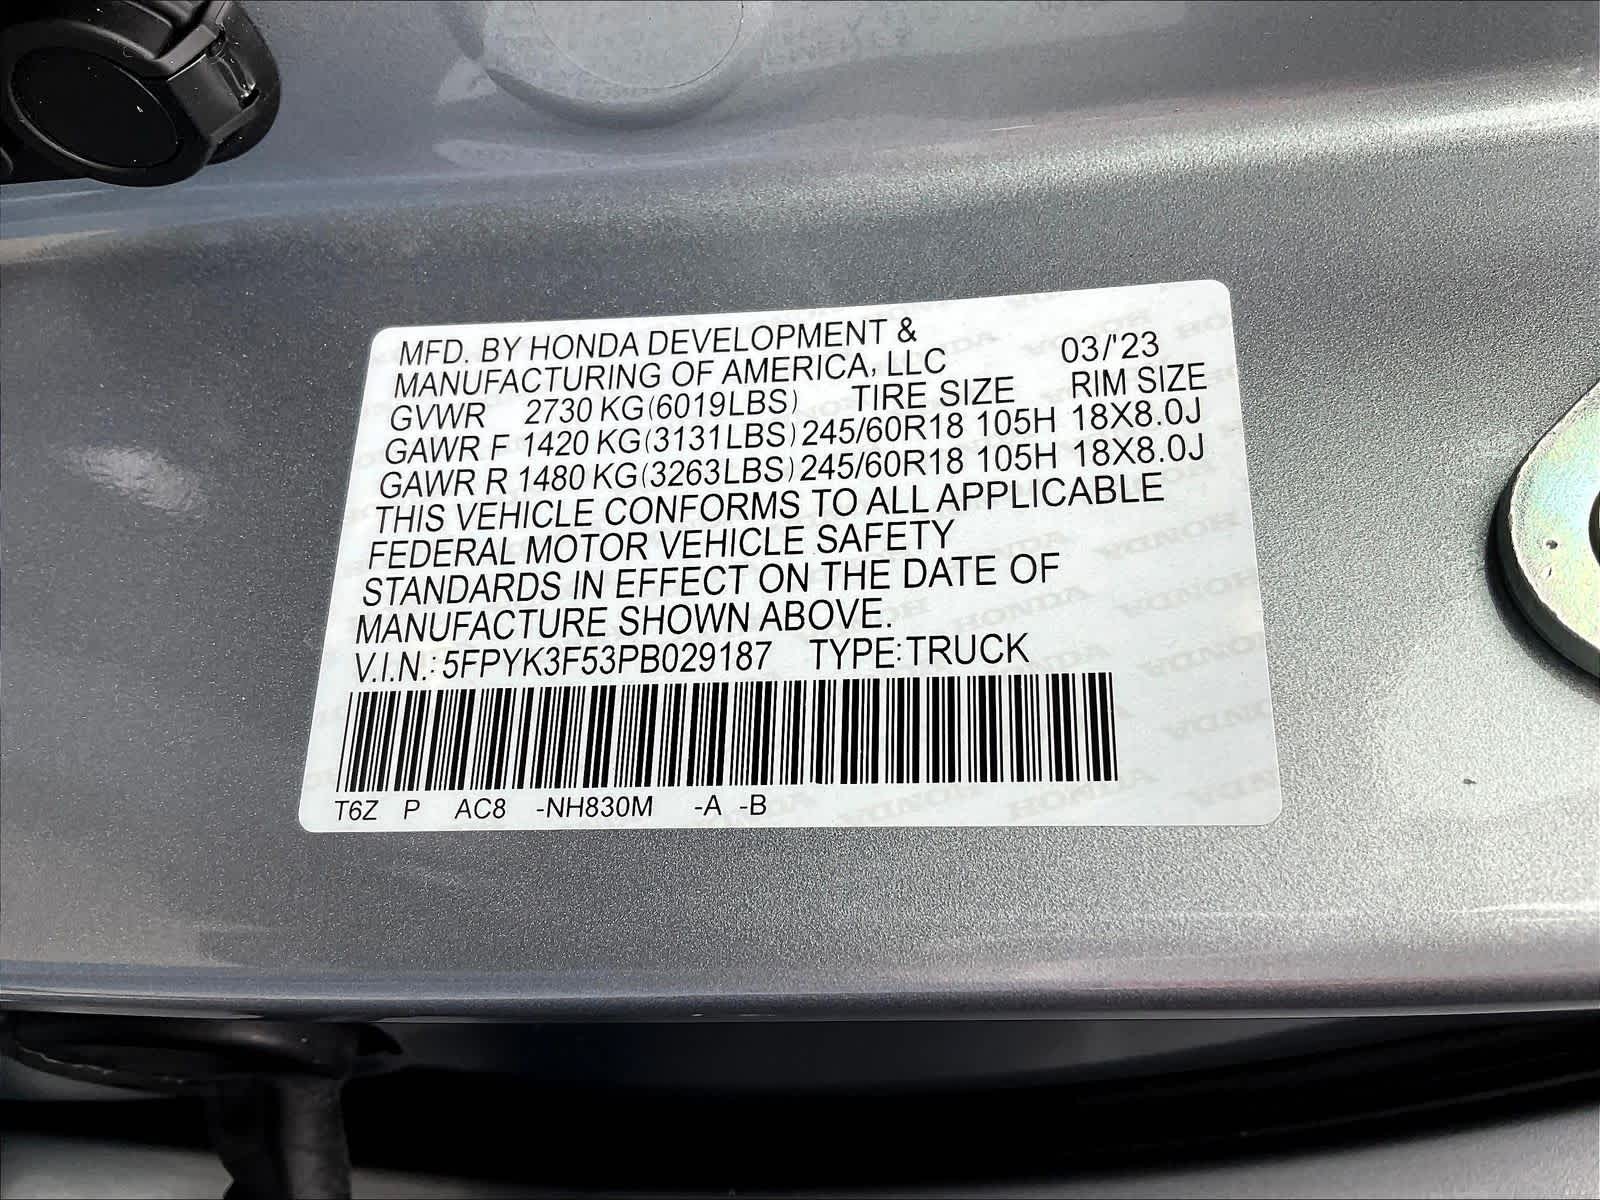 MFD. BY HONDA DEVELOPMENT &
MANUFACTURING OF AMERICA, LLC 03/'23
GVWR 2730 KG(6019LBS) TIRE SIZE RIM SIZE
GAWR F 1420 KG(3131LBS) 245/60R18 105H 18X8.0J
GAWR R 1480 KG(3263LBS) 245/60R18 105H 18X8.0J
THIS VEHICLE CONFORMS TO ALL APPLICABLE
FEDERAL MOTOR VEHICLE SAFETY
STANDARDS IN EFFECT ON THE DATE OF
MANUFACTURE SHOWN ABOVE.
V.I.N.: 5FPYK3F53PB029187 TYPE:TRUCK
T6Z P AC8 -NH830M -A -B